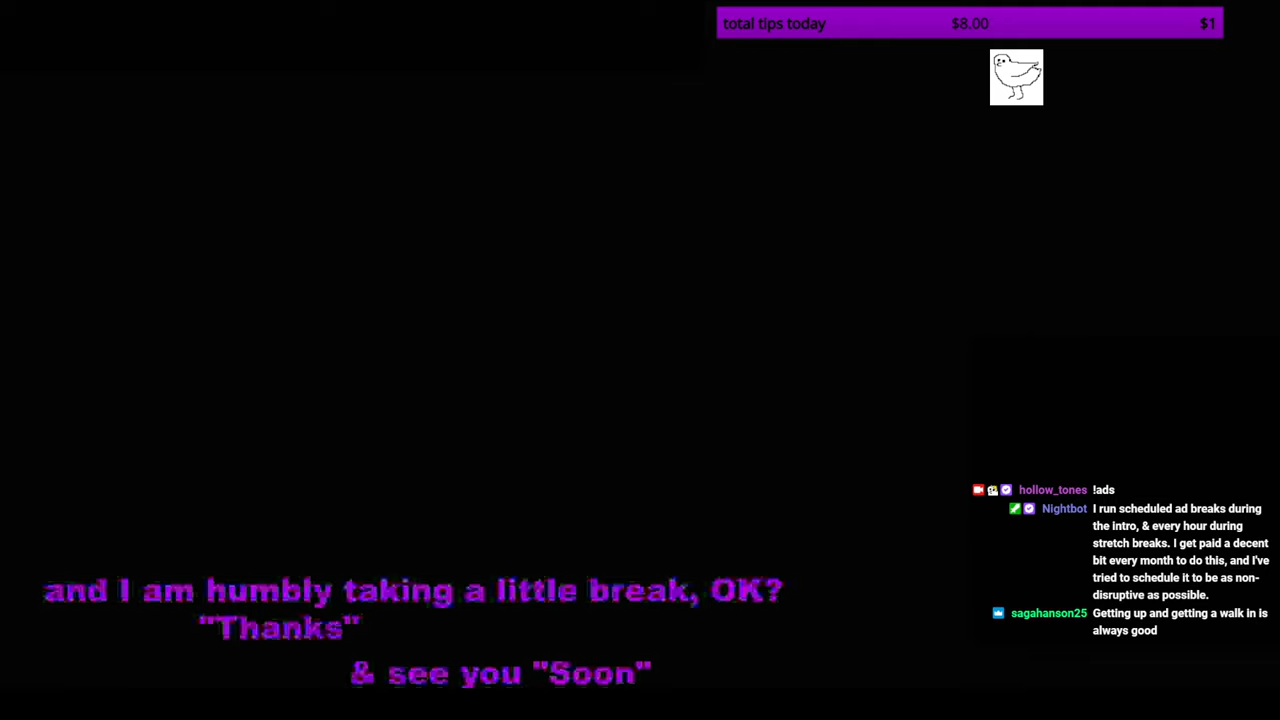 total tips today $8.00 $1
hollow_tones !ads
Nightbot I run scheduled ad breaks during
the intro, & every hour during
stretch breaks. I get paid a decent
bit every month to do this, and I've
tried to schedule it to be as non-
disruptive as possible.
sagahanson25 Getting up and getting a walk in is
always good
and I am humbly taking a little break, OK?
"Thanks"
& see you "Soon"